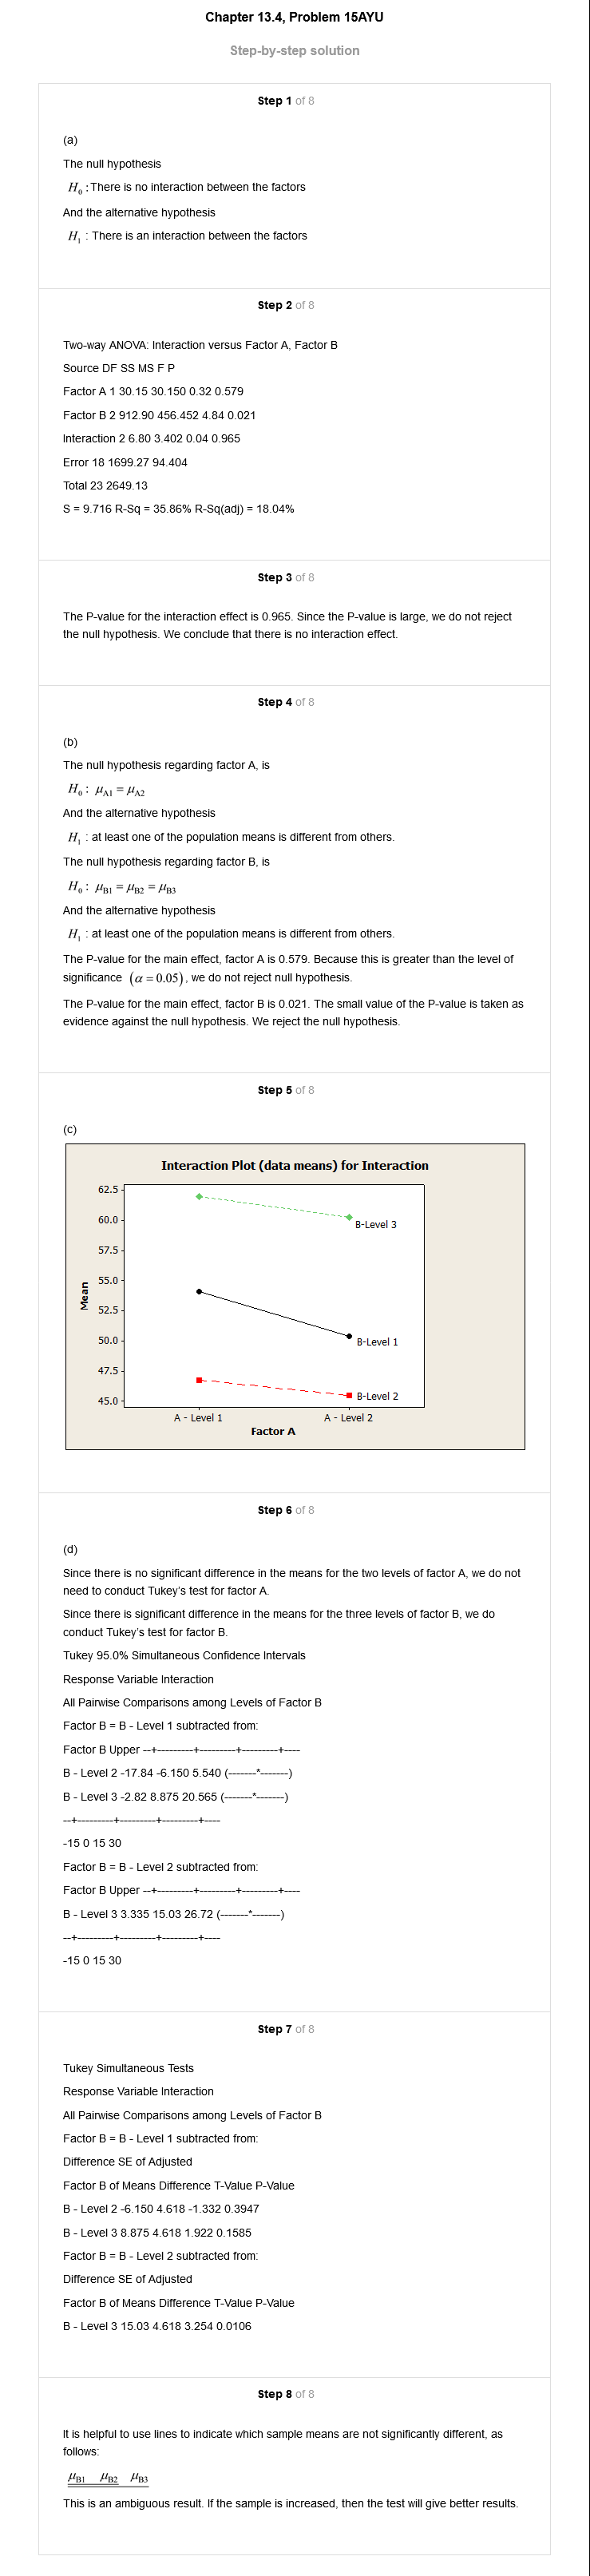 Chapter 13.4, Problem 15AYU
Step-by-step solution
Step 1 of 8
(a)
The null hypothesis
H₀ : There is no interaction between the factors
And the alternative hypothesis
H₁ : There is an interaction between the factors
Step 2 of 8
Two-way ANOVA: Interaction versus Factor A, Factor B
Source DF SS MS F P
Factor A 1 30.15 30.150 0.32 0.579
Factor B 2 912.90 456.452 4.84 0.021
Interaction 2 6.80 3.402 0.04 0.965
Error 18 1699.27 94.404
Total 23 2649.13
S = 9.716 R-Sq = 35.86% R-Sq(adj) = 18.04%
Step 3 of 8
The P-value for the interaction effect is 0.965. Since the P-value is large, we do not reject
the null hypothesis. We conclude that there is no interaction effect.
Step 4 of 8
(b)
The null hypothesis regarding factor A, is
H₀ : μA1 = μA2
And the alternative hypothesis
H₁ : at least one of the population means is different from others.
The null hypothesis regarding factor B, is
H₀ : μB1 = μB2 = μB3
And the alternative hypothesis
H₁ : at least one of the population means is different from others.
The P-value for the main effect, factor A is 0.579. Because this is greater than the level of
significance (α = 0.05), we do not reject null hypothesis.
The P-value for the main effect, factor B is 0.021. The small value of the P-value is taken as
evidence against the null hypothesis. We reject the null hypothesis.
Step 5 of 8
(c)
Interaction Plot (data means) for Interaction
62.5
60.0
B-Level 3
57.5
55.0
Mean
52.5
50.0
B-Level 1
47.5
B-Level 2
45.0
A - Level 1 A - Level 2
Factor A
Step 6 of 8
(d)
Since there is no significant difference in the means for the two levels of factor A, we do not
need to conduct Tukey's test for factor A.
Since there is significant difference in the means for the three levels of factor B, we do
conduct Tukey's test for factor B.
Tukey 95.0% Simultaneous Confidence Intervals
Response Variable Interaction
All Pairwise Comparisons among Levels of Factor B
Factor B = B - Level 1 subtracted from:
Factor B Upper --+---------+---------+---------+----
B - Level 2 -17.84 -6.150 5.540 (-------*-------)
B - Level 3 -2.82 8.875 20.565 (-------*-------)
--+---------+---------+---------+----
-15 0 15 30
Factor B = B - Level 2 subtracted from:
Factor B Upper --+---------+---------+---------+----
B - Level 3 3.335 15.03 26.72 (-------*-------)
--+---------+---------+---------+----
-15 0 15 30
Step 7 of 8
Tukey Simultaneous Tests
Response Variable Interaction
All Pairwise Comparisons among Levels of Factor B
Factor B = B - Level 1 subtracted from:
Difference SE of Adjusted
Factor B of Means Difference T-Value P-Value
B - Level 2 -6.150 4.618 -1.332 0.3947
B - Level 3 8.875 4.618 1.922 0.1585
Factor B = B - Level 2 subtracted from:
Difference SE of Adjusted
Factor B of Means Difference T-Value P-Value
B - Level 3 15.03 4.618 3.254 0.0106
Step 8 of 8
It is helpful to use lines to indicate which sample means are not significantly different, as
follows:
μB1 μB2 μB3
This is an ambiguous result. If the sample is increased, then the test will give better results.